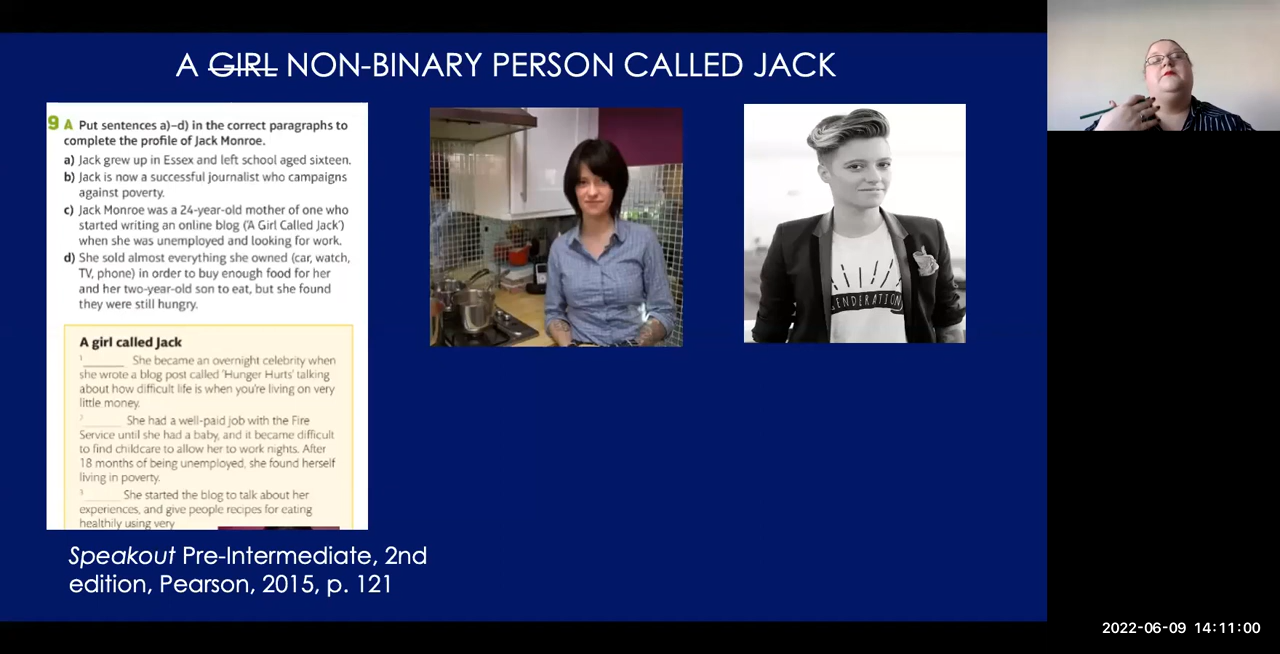 A GIRL NON-BINARY PERSON CALLED JACK
9 A Put sentences a)–d) in the correct paragraphs to
complete the profile of Jack Monroe.
a) Jack grew up in Essex and left school aged sixteen.
b) Jack is now a successful journalist who campaigns
against poverty.
c) Jack Monroe was a 24-year-old mother of one who
started writing an online blog ('A Girl Called Jack')
when she was unemployed and looking for work.
d) She sold almost everything she owned (car, watch,
TV, phone) in order to buy enough food for her
and her two-year-old son to eat, but she found
they were still hungry.
A girl called Jack
1 ______ She became an overnight celebrity when
she wrote a blog post called 'Hunger Hurts' talking
about how difficult life is when you're living on very
little money.
2 ______ She had a well-paid job with the Fire
Service until she had a baby, and it became difficult
to find childcare to allow her to work nights. After
18 months of being unemployed, she found herself
living in poverty.
3 ______ She started the blog to talk about her
experiences, and give people recipes for eating
healthily using very
ENDERATION
Speakout Pre-Intermediate, 2nd
edition, Pearson, 2015, p. 121
2022-06-09 14:11:00